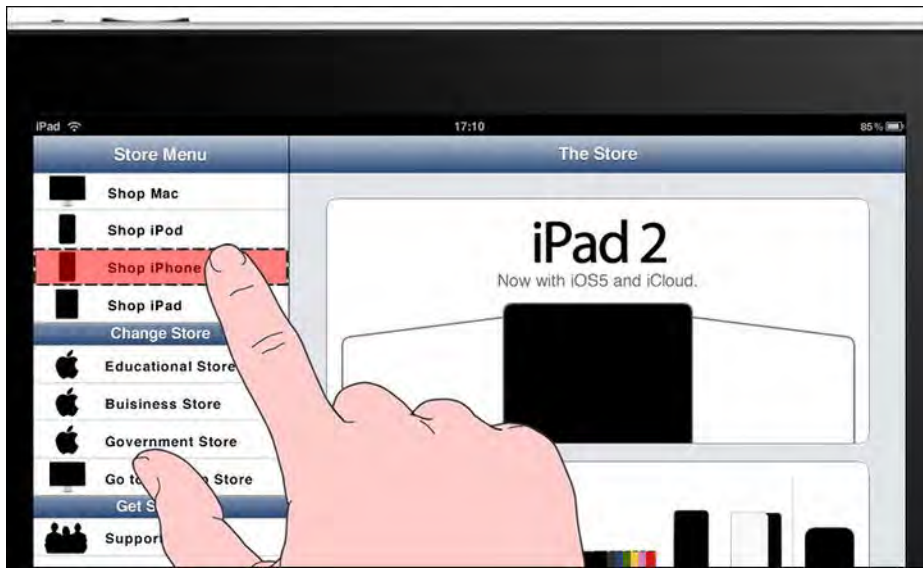 iPad 17:10 85%
Store Menu
The Store
Shop Mac
Shop iPod
Shop iPhone
Shop iPad
Change Store
Educational Store
Buisiness Store
Government Store
Go to Store
Get
iPad 2
Now with iOS5 and iCloud.